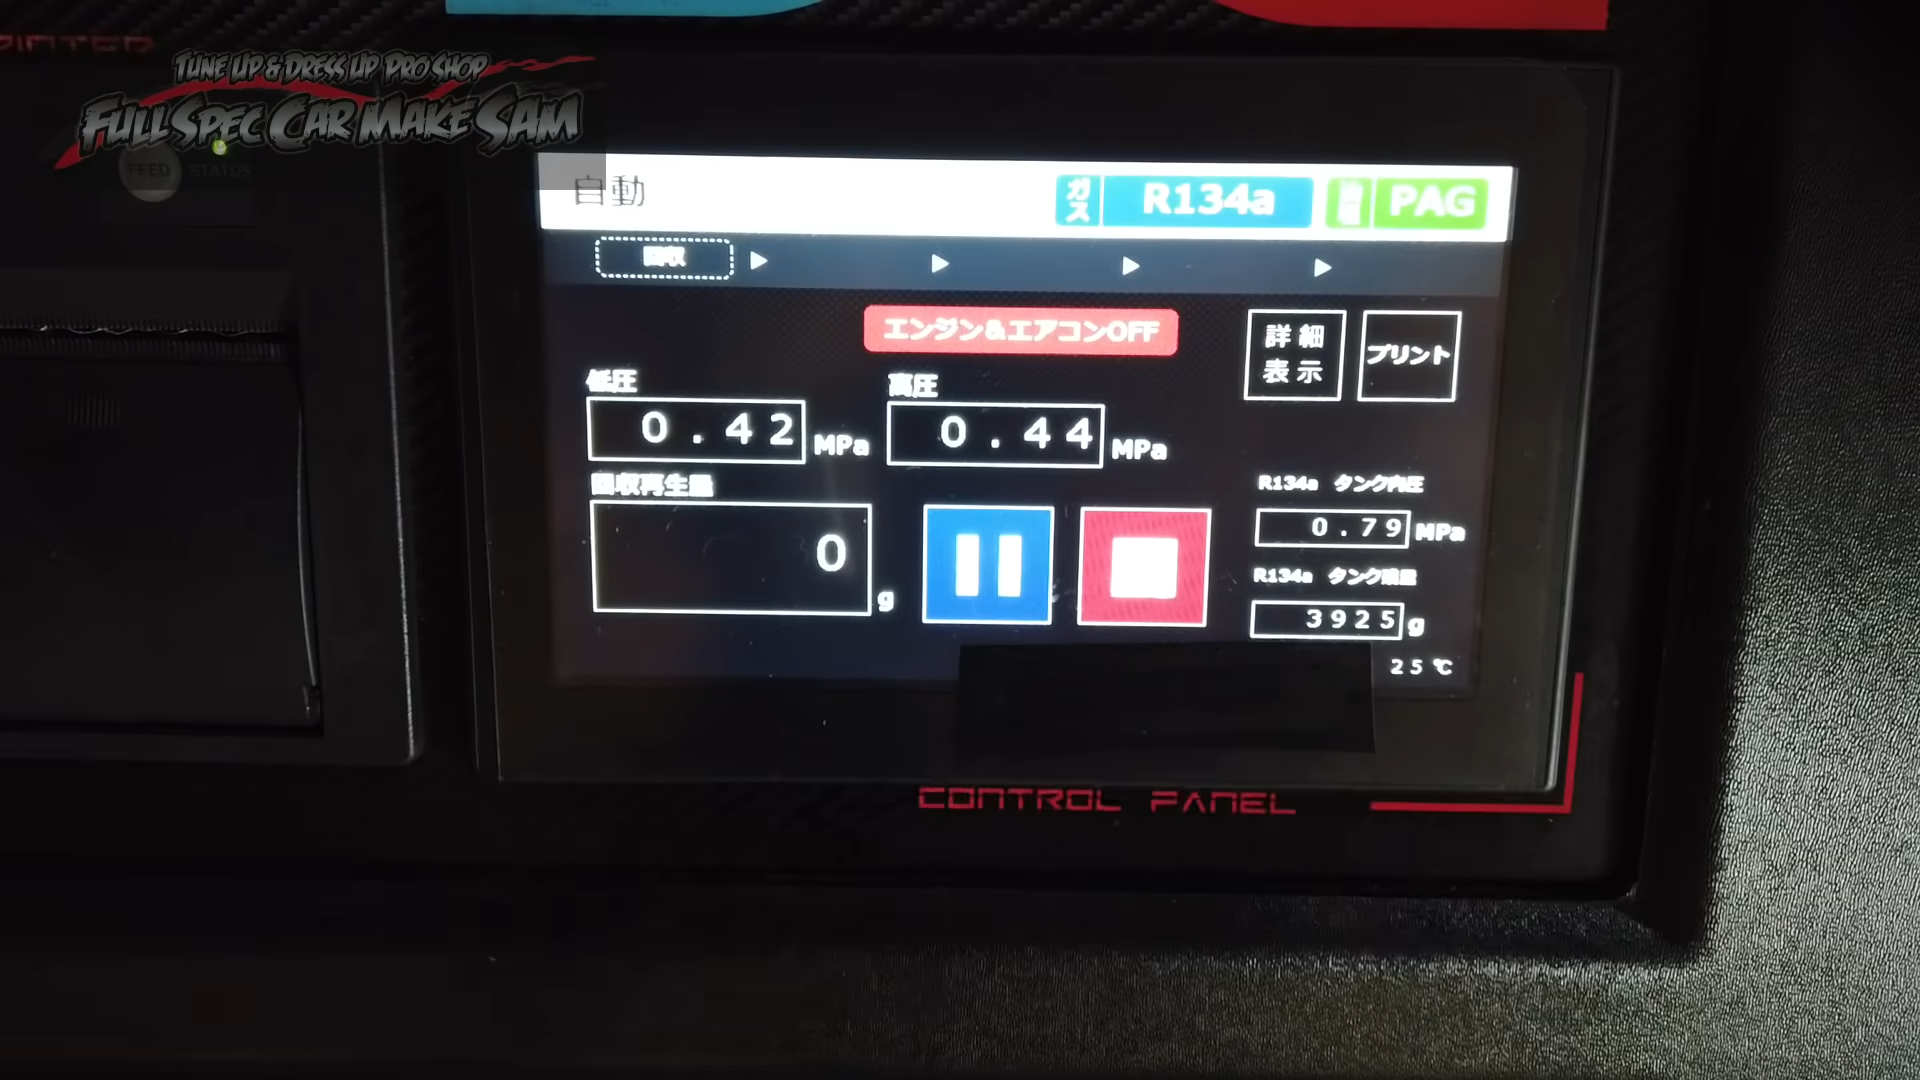 PRINTER
TUNE UP & DRESS UP PRO SHOP
FULL SPEC CAR MAKE SAM
FEED STATUS
自動
ガス R134a
PAG
回収
エンジン&エアコンOFF
詳細表示
プリント
低圧
0.42 MPa
高圧
0.44 MPa
回収再生量
0 g
R134a タンク内圧
0.79 MPa
R134a タンク残量
3925 g
25℃
CONTROL PANEL